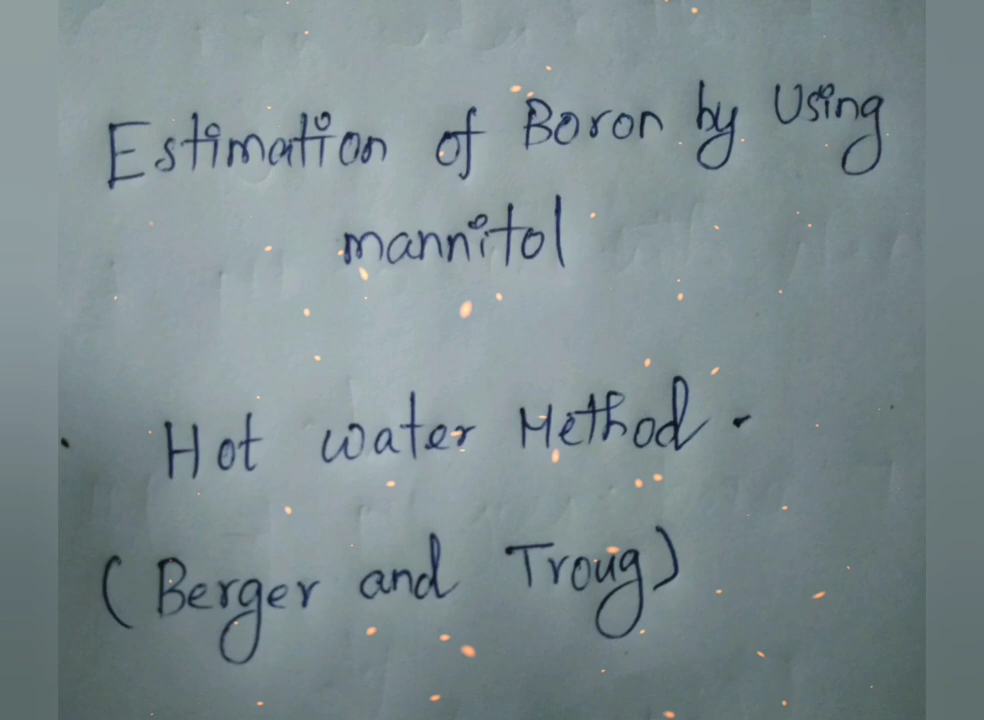 Estimation of Boron by Using
mannitol
Hot water Method.
(Berger and Troug)